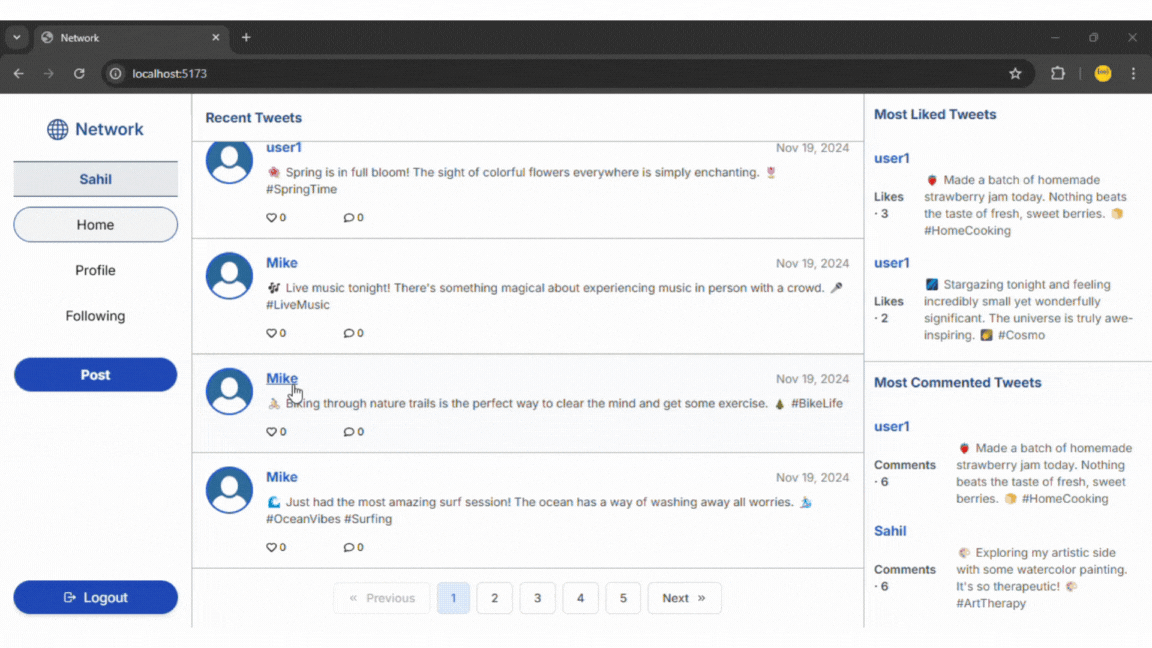 Network
localhost:5173
Network
Sahil
Home
Profile
Following
Post
Logout
Recent Tweets
user1 Nov 19, 2024
Spring is in full bloom! The sight of colorful flowers everywhere is simply enchanting.
#SpringTime
0 0
Mike Nov 19, 2024
Live music tonight! There's something magical about experiencing music in person with a crowd.
#LiveMusic
0 0
Mike Nov 19, 2024
Biking through nature trails is the perfect way to clear the mind and get some exercise. #BikeLife
0 0
Mike Nov 19, 2024
Just had the most amazing surf session! The ocean has a way of washing away all worries.
#OceanVibes #Surfing
0 0
« Previous 1 2 3 4 5 Next »
Most Liked Tweets
user1
Likes
· 3
Made a batch of homemade
strawberry jam today. Nothing beats
the taste of fresh, sweet berries.
#HomeCooking
user1
Likes
· 2
Stargazing tonight and feeling
incredibly small yet wonderfully
significant. The universe is truly awe-
inspiring. #Cosmo
Most Commented Tweets
user1
Comments
· 6
Made a batch of homemade
strawberry jam today. Nothing
beats the taste of fresh, sweet
berries. #HomeCooking
Sahil
Comments
· 6
Exploring my artistic side
with some watercolor painting.
It's so therapeutic!
#ArtTherapy